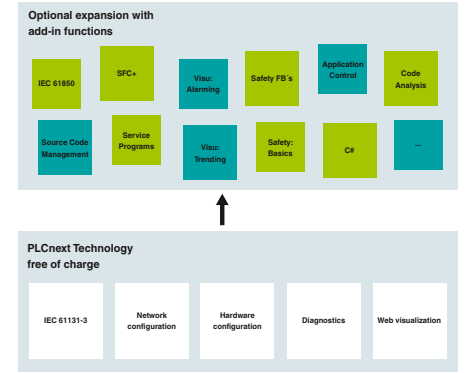 Optional expansion with
add-in functions
IEC 61850
SFC+
Visu:
Alarming
Safety FB´s
Application
Control
Code
Analysis
Source Code
Management
Service
Programs
Visu:
Trending
Safety:
Basics
C#
...
PLCnext Technology
free of charge
IEC 61131-3
Network
configuration
Hardware
configuration
Diagnostics
Web visualization